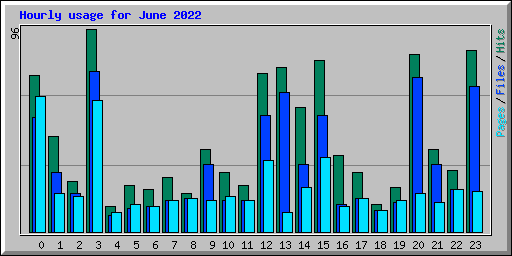 Hourly usage for June 2022
96
Pages/Files/Hits
0 1 2 3 4 5 6 7 8 9 10 11 12 13 14 15 16 17 18 19 20 21 22 23